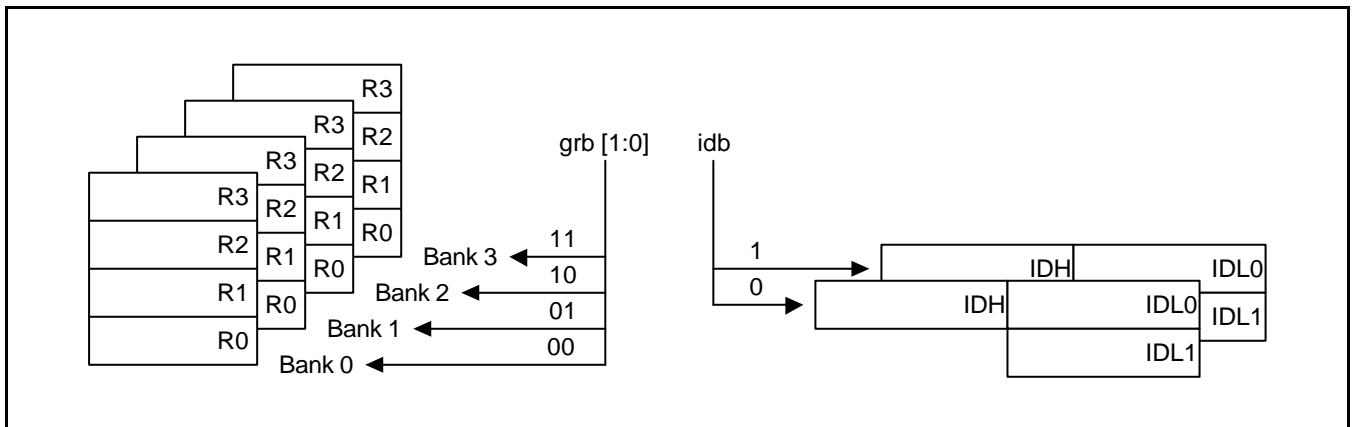 R3
R3
R3
R3
R2
R2
R2
R2
R1
R1
R1
R1
R0
R0
R0
R0
grb [1:0]
idb
Bank 3
11
Bank 2
10
Bank 1
01
Bank 0
00
1
0
IDH
IDL0
IDL1
IDH
IDL0
IDL1